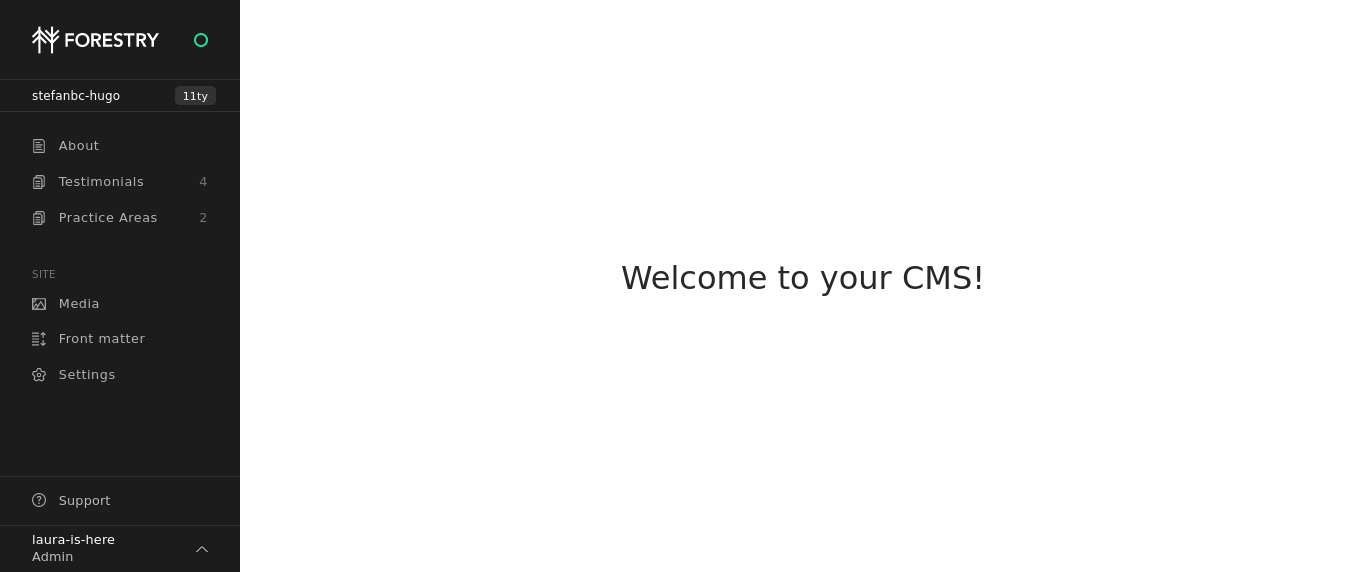 FORESTRY
stefanbc-hugo 11ty
About
Testimonials 4
Practice Areas 2
SITE
Media
Front matter
Settings
Support
laura-is-here
Admin
Welcome to your CMS!